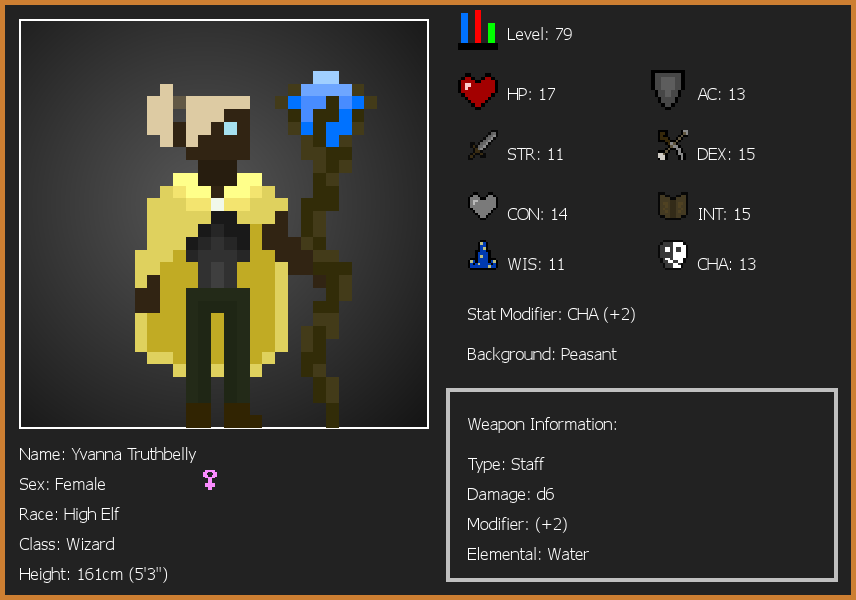 Level: 79
HP: 17
AC: 13
STR: 11
DEX: 15
CON: 14
INT: 15
WIS: 11
CHA: 13
Stat Modifier: CHA (+2)
Background: Peasant
Weapon Information:
Type: Staff
Damage: d6
Modifier: (+2)
Elemental: Water
Name: Yvanna Truthbelly
Sex: Female
Race: High Elf
Class: Wizard
Height: 161cm (5'3")